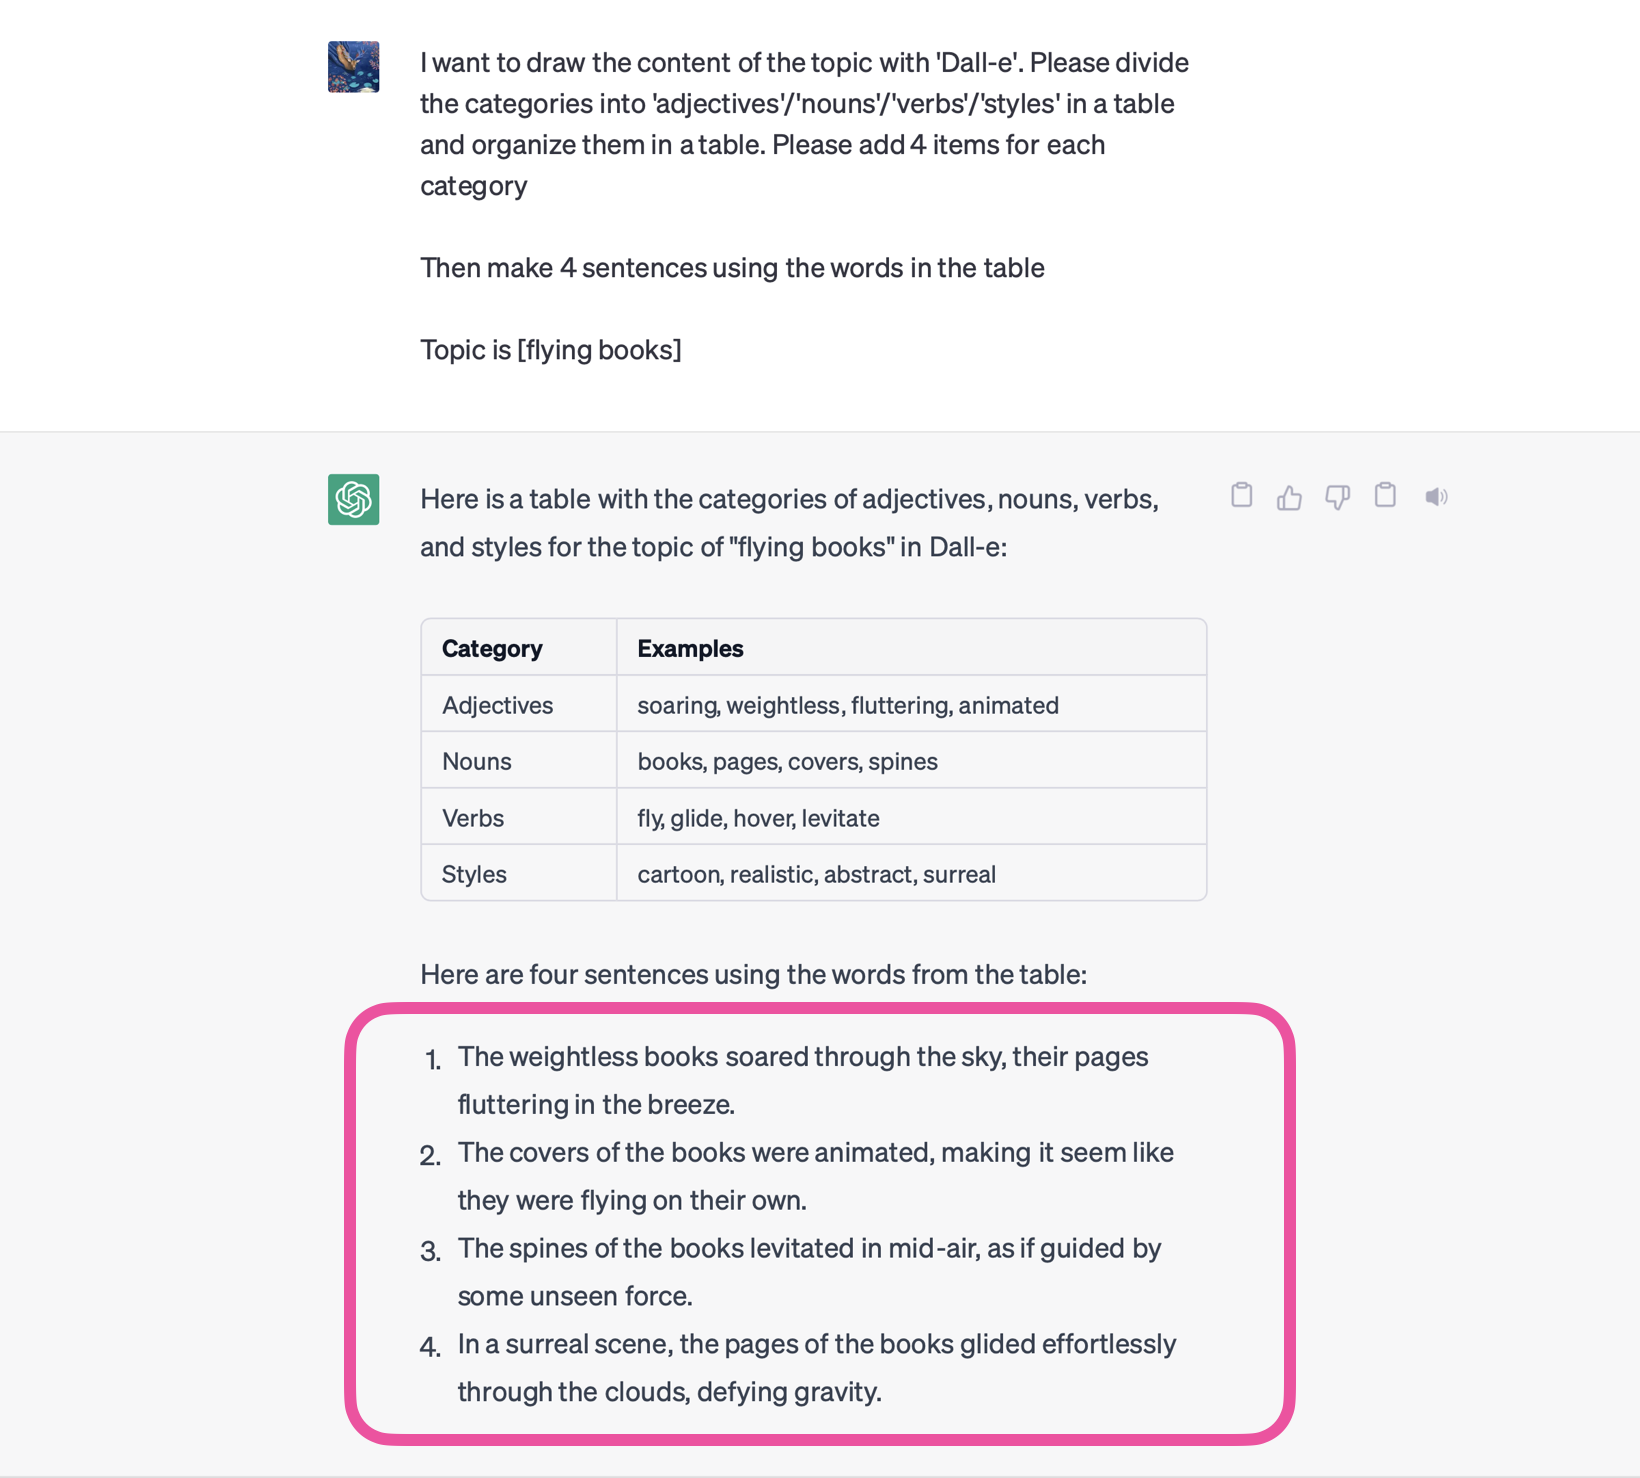 I want to draw the content of the topic with 'Dall-e'. Please divide
the categories into 'adjectives'/'nouns'/'verbs'/'styles' in a table
and organize them in a table. Please add 4 items for each
category
Then make 4 sentences using the words in the table
Topic is [flying books]
Here is a table with the categories of adjectives, nouns, verbs,
and styles for the topic of "flying books" in Dall-e:
Category Examples
Adjectives soaring, weightless, fluttering, animated
Nouns books, pages, covers, spines
Verbs fly, glide, hover, levitate
Styles cartoon, realistic, abstract, surreal
Here are four sentences using the words from the table:
1. The weightless books soared through the sky, their pages
fluttering in the breeze.
2. The covers of the books were animated, making it seem like
they were flying on their own.
3. The spines of the books levitated in mid-air, as if guided by
some unseen force.
4. In a surreal scene, the pages of the books glided effortlessly
through the clouds, defying gravity.